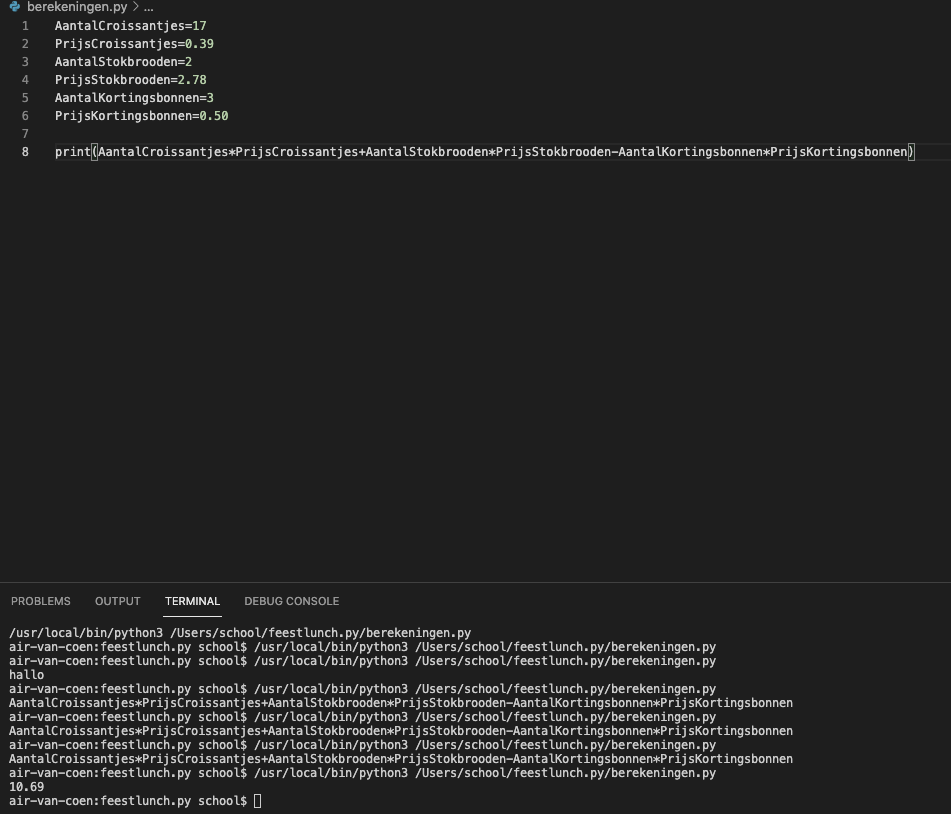 berekeningen.py > ...
1 AantalCroissantjes=17
2 PrijsCroissantjes=0.39
3 AantalStokbrooden=2
4 PrijsStokbrooden=2.78
5 AantalKortingsbonnen=3
6 PrijsKortingsbonnen=0.50
7
8 print(AantalCroissantjes*PrijsCroissantjes+AantalStokbrooden*PrijsStokbrooden-AantalKortingsbonnen*PrijsKortingsbonnen)
PROBLEMS OUTPUT TERMINAL DEBUG CONSOLE
/usr/local/bin/python3 /Users/school/feestlunch.py/berekeningen.py
air-van-coen:feestlunch.py school$ /usr/local/bin/python3 /Users/school/feestlunch.py/berekeningen.py
air-van-coen:feestlunch.py school$ /usr/local/bin/python3 /Users/school/feestlunch.py/berekeningen.py
hallo
air-van-coen:feestlunch.py school$ /usr/local/bin/python3 /Users/school/feestlunch.py/berekeningen.py
AantalCroissantjes*PrijsCroissantjes+AantalStokbrooden*PrijsStokbrooden-AantalKortingsbonnen*PrijsKortingsbonnen
air-van-coen:feestlunch.py school$ /usr/local/bin/python3 /Users/school/feestlunch.py/berekeningen.py
AantalCroissantjes*PrijsCroissantjes+AantalStokbrooden*PrijsStokbrooden-AantalKortingsbonnen*PrijsKortingsbonnen
air-van-coen:feestlunch.py school$ /usr/local/bin/python3 /Users/school/feestlunch.py/berekeningen.py
AantalCroissantjes*PrijsCroissantjes+AantalStokbrooden*PrijsStokbrooden-AantalKortingsbonnen*PrijsKortingsbonnen
air-van-coen:feestlunch.py school$ /usr/local/bin/python3 /Users/school/feestlunch.py/berekeningen.py
10.69
air-van-coen:feestlunch.py school$